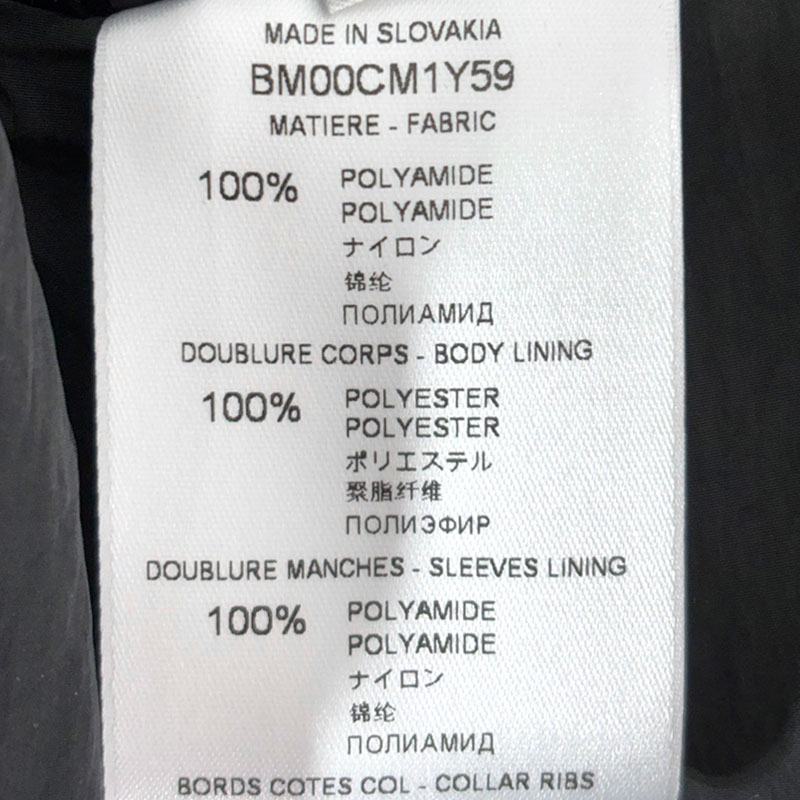 MADE IN SLOVAKIA
BM00CM1Y59
MATIERE - FABRIC
100% POLYAMIDE
POLYAMIDE
ナイロン
锦纶
ПОЛИАМИД
DOUBLURE CORPS - BODY LINING
100% POLYESTER
POLYESTER
ポリエステル
聚脂纤维
ПОЛИЭФИР
DOUBLURE MANCHES - SLEEVES LINING
100% POLYAMIDE
POLYAMIDE
ナイロン
锦纶
ПОЛИАМИД
BORDS COTES COL - COLLAR RIBS